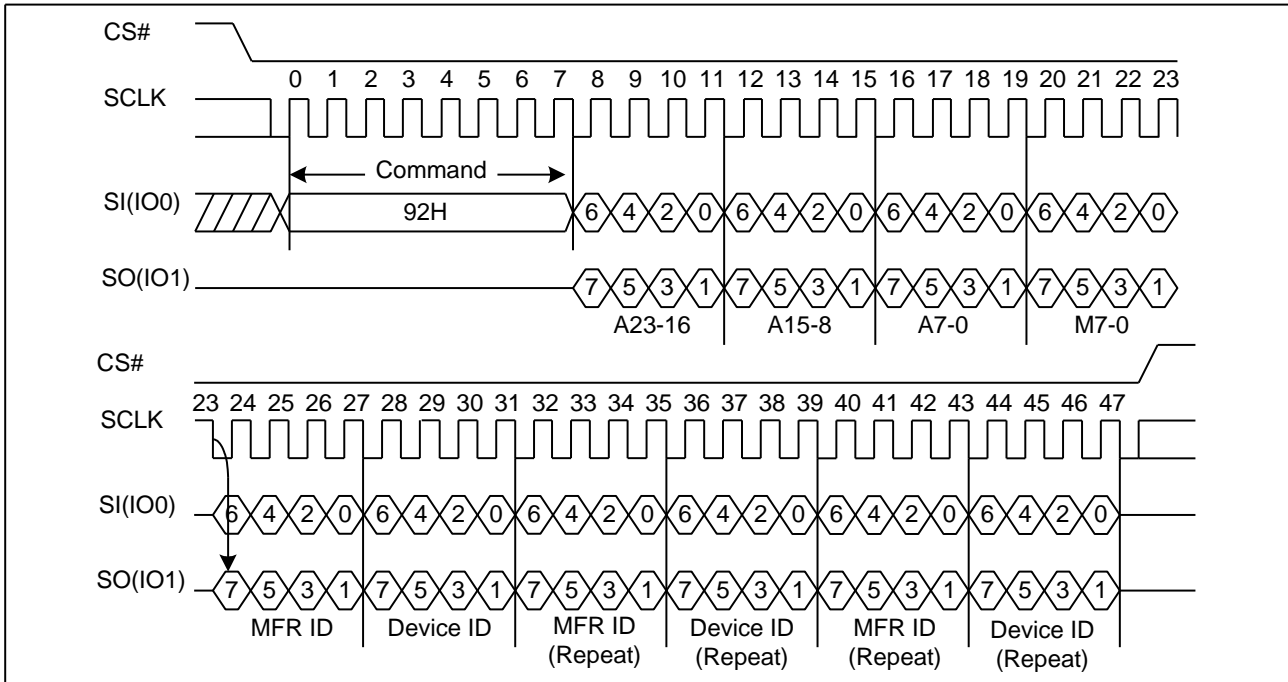 CS#
0 1 2 3 4 5 6 7 8 9 10 11 12 13 14 15 16 17 18 19 20 21 22 23
SCLK
Command
SI(IO0)
92H
6 4 2 0 6 4 2 0 6 4 2 0 6 4 2 0
SO(IO1)
7 5 3 1 7 5 3 1 7 5 3 1 7 5 3 1
A23-16 A15-8 A7-0 M7-0
CS#
23 24 25 26 27 28 29 30 31 32 33 34 35 36 37 38 39 40 41 42 43 44 45 46 47
SCLK
SI(IO0)
6 4 2 0 6 4 2 0 6 4 2 0 6 4 2 0 6 4 2 0 6 4 2 0
SO(IO1)
7 5 3 1 7 5 3 1 7 5 3 1 7 5 3 1 7 5 3 1 7 5 3 1
MFR ID Device ID MFR ID Device ID MFR ID Device ID
(Repeat) (Repeat) (Repeat) (Repeat)